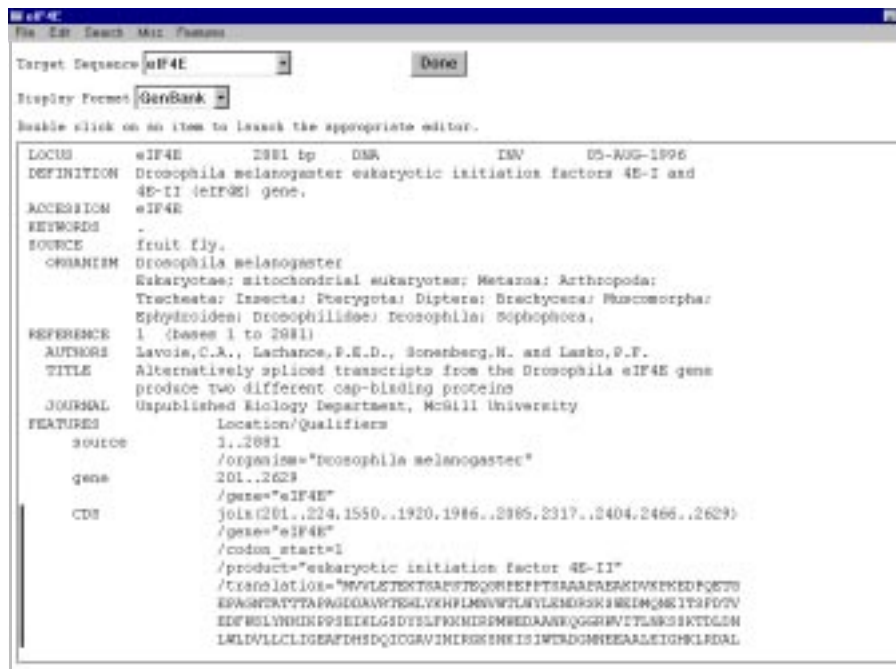 eIF4E
File Edit Search Misc Features
Target Sequence eIF4E Done
Display Format GenBank
Double click on an item to launch the appropriate editor.
LOCUS eIF4E 2881 bp DNA INV 05-AUG-1996
DEFINITION Drosophila melanogaster eukaryotic initiation factors 4E-I and
4E-II (eIF4E) gene.
ACCESSION eIF4E
KEYWORDS .
SOURCE fruit fly.
ORGANISM Drosophila melanogaster
Eukaryotae; mitochondrial eukaryotes; Metazoa; Arthropoda;
Tracheata; Insecta; Pterygota; Diptera; Brachycera; Muscomorpha;
Ephydroidea; Drosophilidae; Drosophila; Sophophora.
REFERENCE 1 (bases 1 to 2881)
AUTHORS Lavoie,C.A., Lachance,P.E.D., Sonenberg,N. and Lasko,P.F.
TITLE Alternatively spliced transcripts from the Drosophila eIF4E gene
produce two different cap-binding proteins
JOURNAL Unpublished Biology Department, McGill University
FEATURES Location/Qualifiers
source 1..2881
/organism="Drosophila melanogaster"
gene 201..2629
/gene="eIF4E"
CDS join(201..224,1550..1920,1986..2085,2317..2404,2466..2629)
/gene="eIF4E"
/codon_start=1
/product="eukaryotic initiation factor 4E-II"